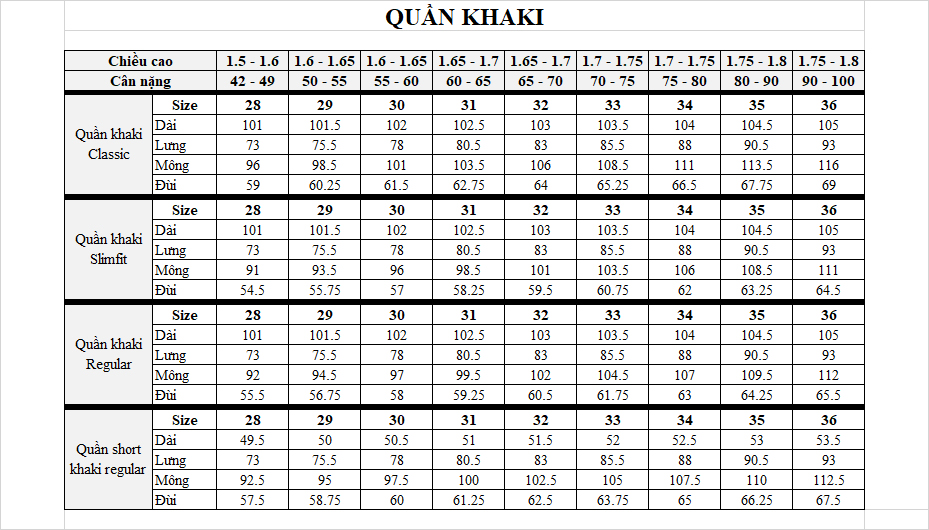 QUẦN KHAKI
Chiều cao 1.5 - 1.6 1.6 - 1.65 1.6 - 1.65 1.65 - 1.7 1.65 - 1.7 1.7 - 1.75 1.7 - 1.75 1.75 - 1.8 1.75 - 1.8
Cân nặng 42 - 49 50 - 55 55 - 60 60 - 65 65 - 70 70 - 75 75 - 80 80 - 90 90 - 100
Quần khaki Classic
Size 28 29 30 31 32 33 34 35 36
Dài 101 101.5 102 102.5 103 103.5 104 104.5 105
Lưng 73 75.5 78 80.5 83 85.5 88 90.5 93
Mông 96 98.5 101 103.5 106 108.5 111 113.5 116
Đùi 59 60.25 61.5 62.75 64 65.25 66.5 67.75 69
Quần khaki Slimfit
Size 28 29 30 31 32 33 34 35 36
Dài 101 101.5 102 102.5 103 103.5 104 104.5 105
Lưng 73 75.5 78 80.5 83 85.5 88 90.5 93
Mông 91 93.5 96 98.5 101 103.5 106 108.5 111
Đùi 54.5 55.75 57 58.25 59.5 60.75 62 63.25 64.5
Quần khaki Regular
Size 28 29 30 31 32 33 34 35 36
Dài 101 101.5 102 102.5 103 103.5 104 104.5 105
Lưng 73 75.5 78 80.5 83 85.5 88 90.5 93
Mông 92 94.5 97 99.5 102 104.5 107 109.5 112
Đùi 55.5 56.75 58 59.25 60.5 61.75 63 64.25 65.5
Quần short khaki regular
Size 28 29 30 31 32 33 34 35 36
Dài 49.5 50 50.5 51 51.5 52 52.5 53 53.5
Lưng 73 75.5 78 80.5 83 85.5 88 90.5 93
Mông 92.5 95 97.5 100 102.5 105 107.5 110 112.5
Đùi 57.5 58.75 60 61.25 62.5 63.75 65 66.25 67.5